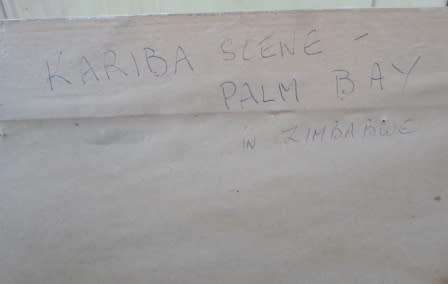 KARIBA SCENE -
PALM BAY
IN ZIMBABWE